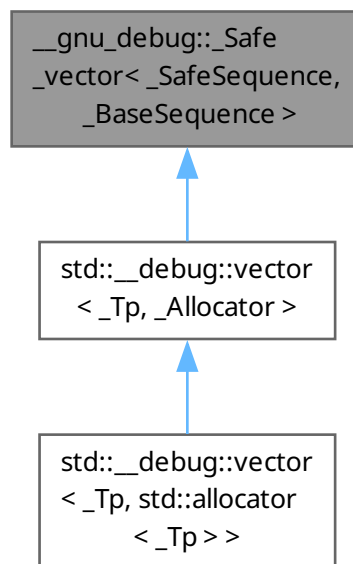 __gnu_debug::_Safe
_vector< _SafeSequence,
_BaseSequence >
std::__debug::vector
< _Tp, _Allocator >
std::__debug::vector
< _Tp, std::allocator
< _Tp > >